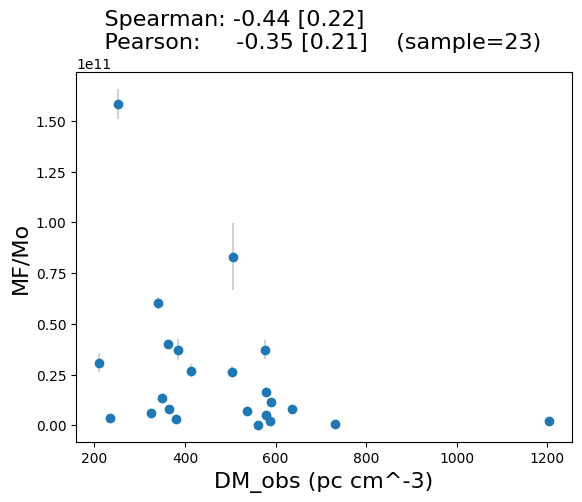 Spearman: -0.44 [0.22]
Pearson: -0.35 [0.21] (sample=23)
1e11
1.50
1.25
1.00
0.75
0.50
0.25
0.00
MF/Mo
200 400 600 800 1000 1200
DM_obs (pc cm^-3)